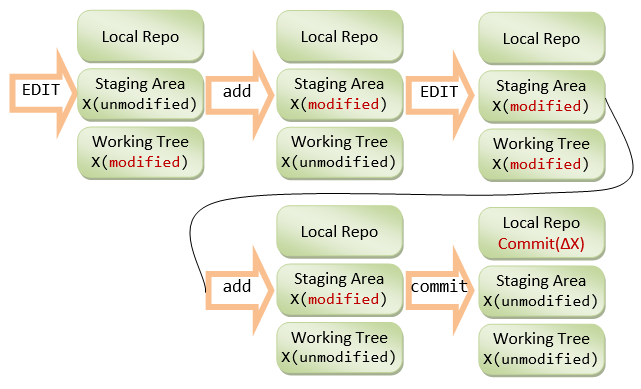 EDIT
Local Repo
Staging Area
X(unmodified)
Working Tree
X(modified)
add
Local Repo
Staging Area
X(modified)
Working Tree
X(unmodified)
EDIT
Local Repo
Staging Area
X(modified)
Working Tree
X(modified)
add
Local Repo
Staging Area
X(modified)
Working Tree
X(unmodified)
commit
Local Repo
Commit(ΔX)
Staging Area
X(unmodified)
Working Tree
X(unmodified)